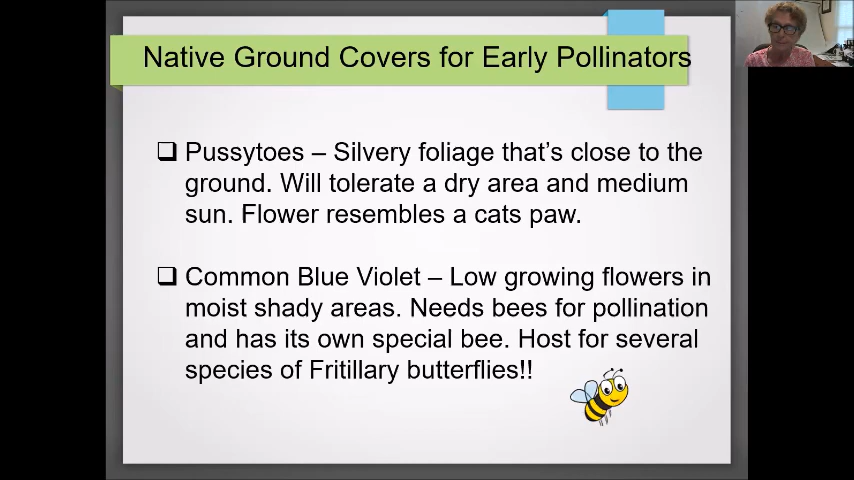 Native Ground Covers for Early Pollinators
❑ Pussytoes – Silvery foliage that’s close to the
ground. Will tolerate a dry area and medium
sun. Flower resembles a cats paw.
❑ Common Blue Violet – Low growing flowers in
moist shady areas. Needs bees for pollination
and has its own special bee. Host for several
species of Fritillary butterflies!!